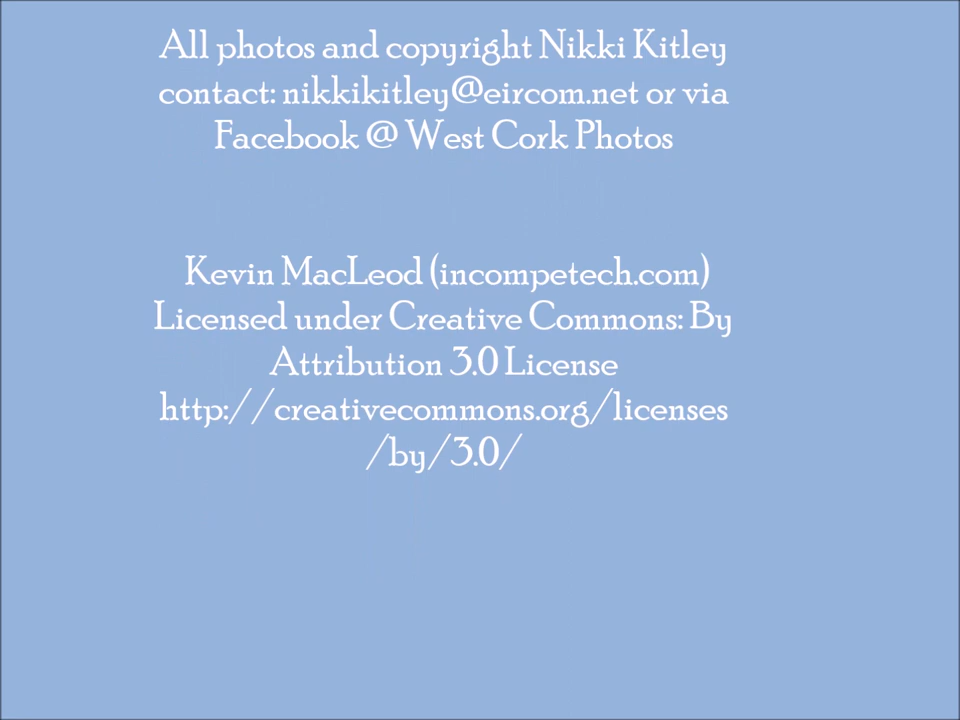 All photos and copyright Nikki Kitley
contact: nikkikitley@eircom.net or via
Facebook @ West Cork Photos
Kevin MacLeod (incompetech.com)
Licensed under Creative Commons: By
Attribution 3.0 License
http://creativecommons.org/licenses
/by/3.0/